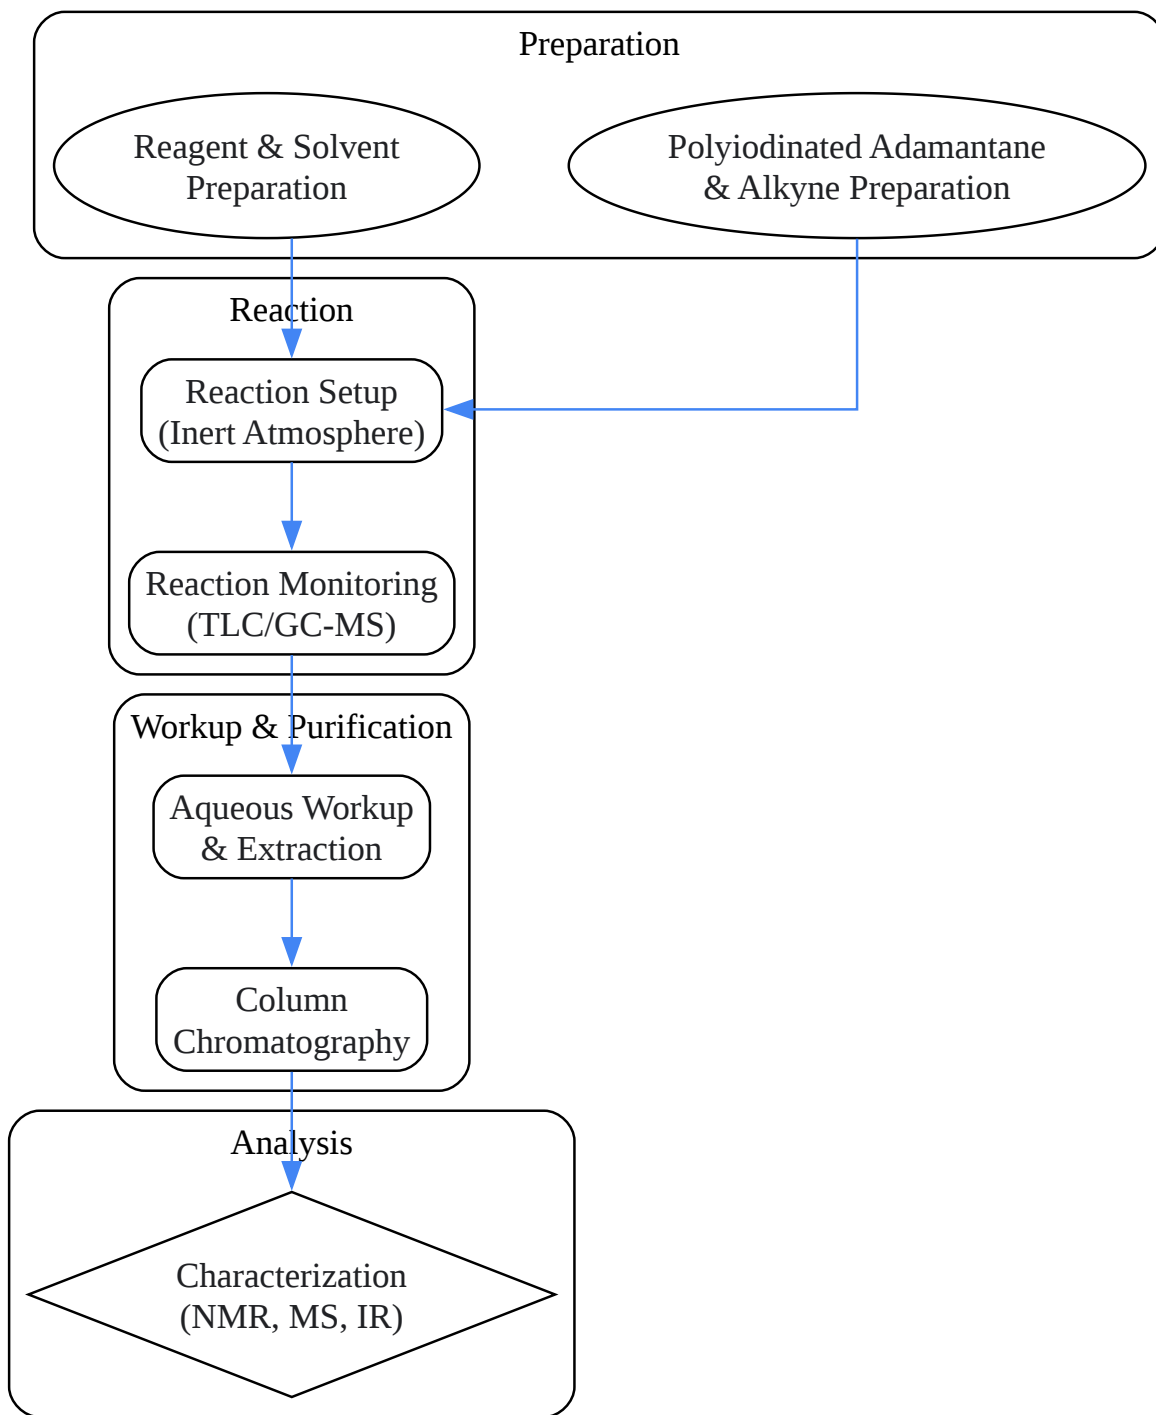 Preparation
Reagent & Solvent
Preparation
Polyiodinated Adamantane
& Alkyne Preparation
Reaction
Reaction Setup
(Inert Atmosphere)
Reaction Monitoring
(TLC/GC-MS)
Workup & Purification
Aqueous Workup
& Extraction
Column
Chromatography
Analysis
Characterization
(NMR, MS, IR)